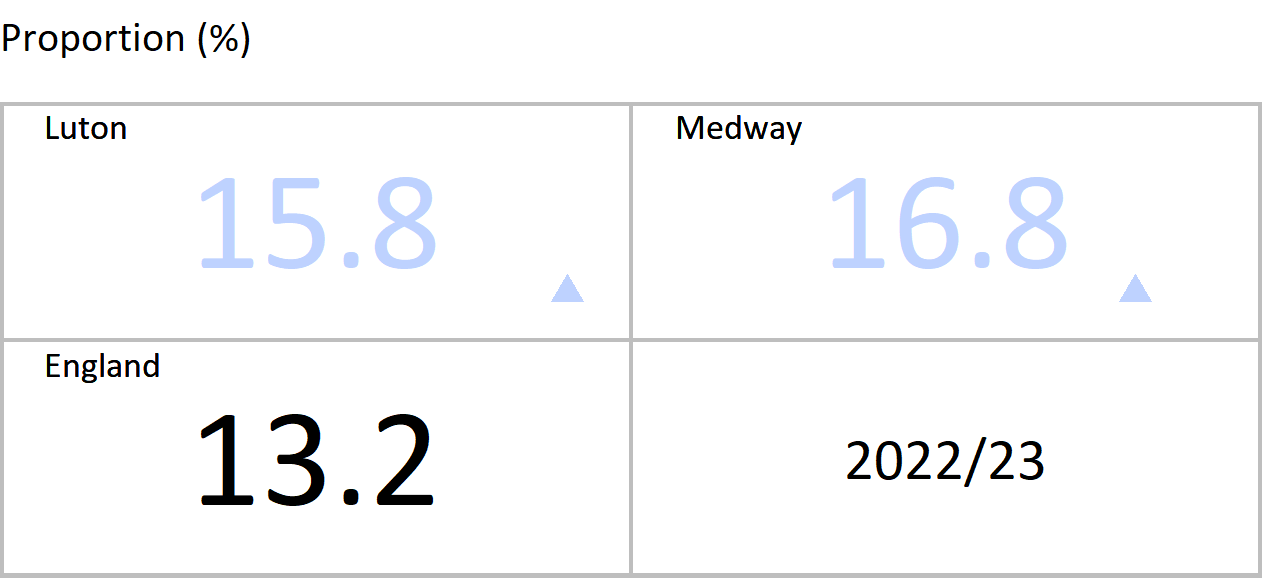 Proportion (%)
Luton
15.8
Medway
16.8
England
13.2
2022/23